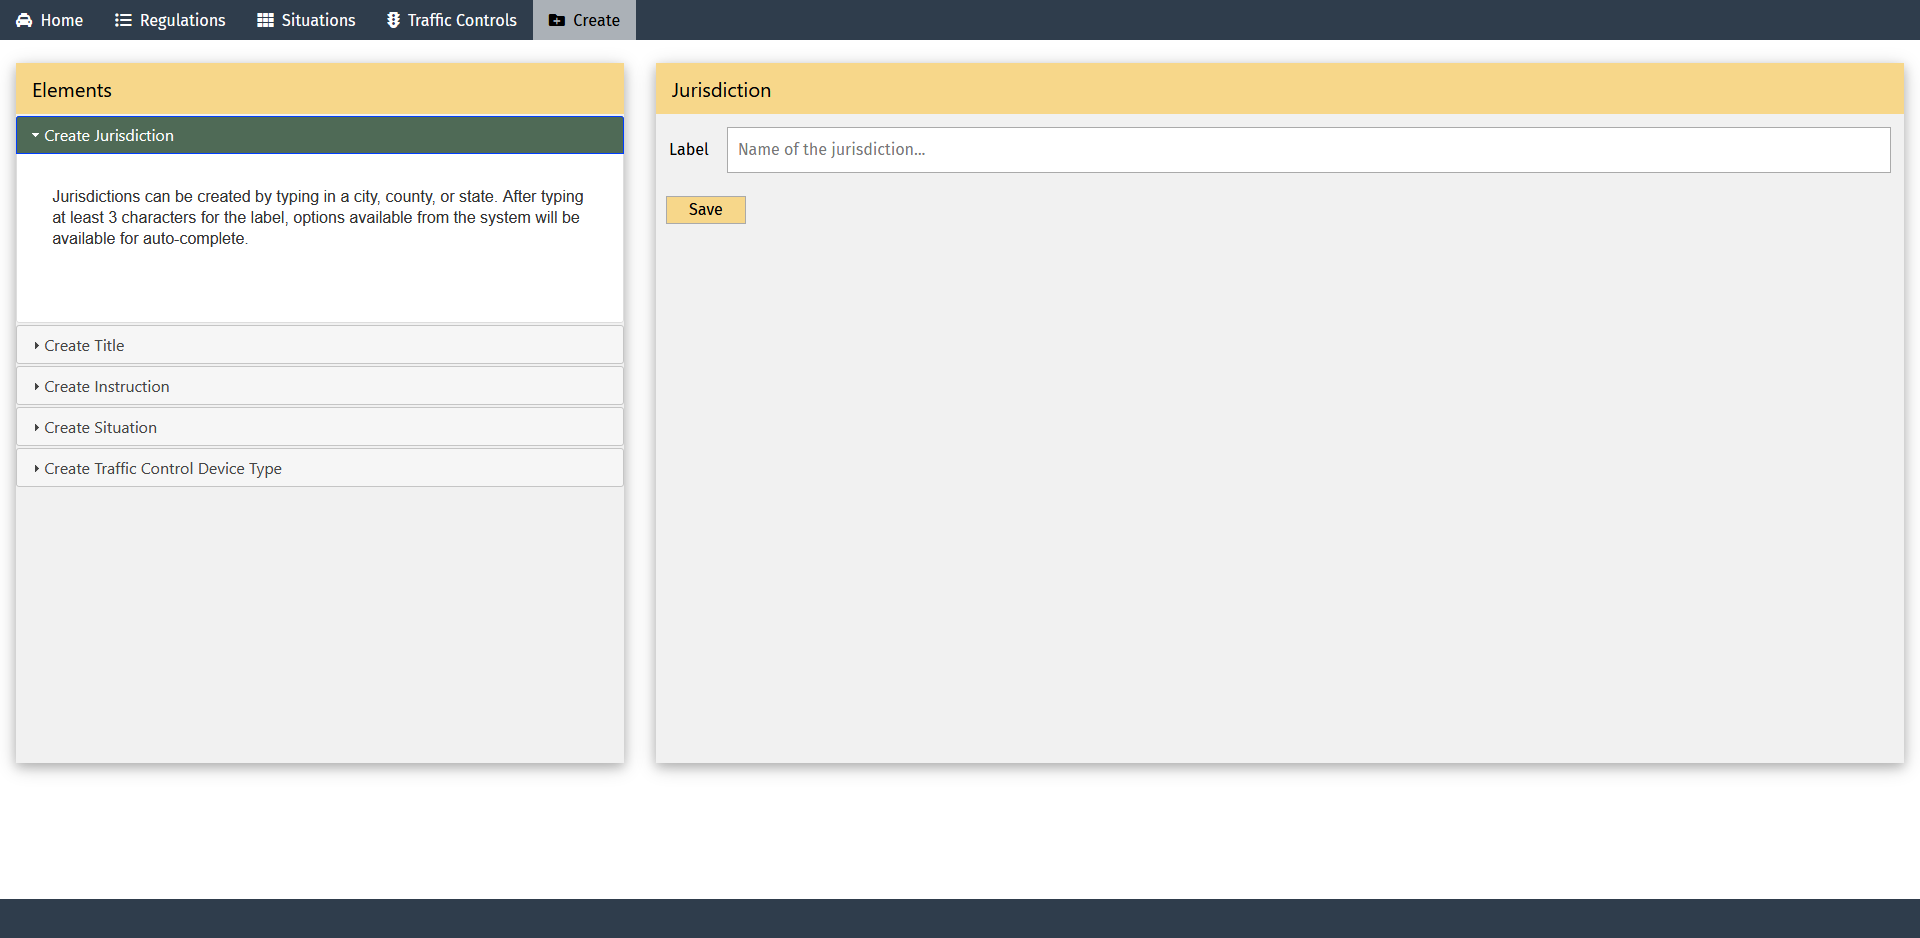 Home Regulations Situations Traffic Controls Create
Elements
Create Jurisdiction
Jurisdictions can be created by typing in a city, county, or state. After typing
at least 3 characters for the label, options available from the system will be
available for auto-complete.
Create Title
Create Instruction
Create Situation
Create Traffic Control Device Type
Jurisdiction
Label Name of the jurisdiction...
Save